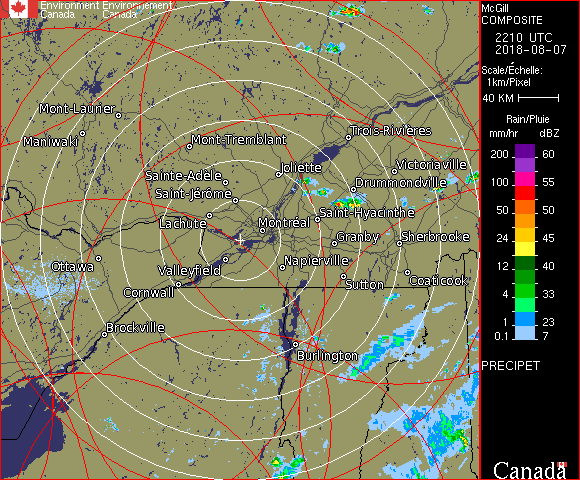 Environment Environnement
Canada Canada
McGill
COMPOSITE
2210 UTC
2018-08-07
Scale/Échelle:
1km/Pixel
40 KM
Rain/Pluie
mm/hr dBZ
200 60
100 55
50 50
24 45
12 40
4 33
2 28
1 23
0.1 7
PRECIPET
Canada
Mont-Laurier
Maniwaki
Mont-Tremblant
Trois-Rivières
Joliette
Victoriaville
Sainte-Adèle
Drummondville
Saint-Jérôme
Lachute
Saint-Hyacinthe
Montréal
Granby
Sherbrooke
Ottawa
Valleyfield
Napierville
Cornwall
Sutton
Coaticook
Brockville
Burlington